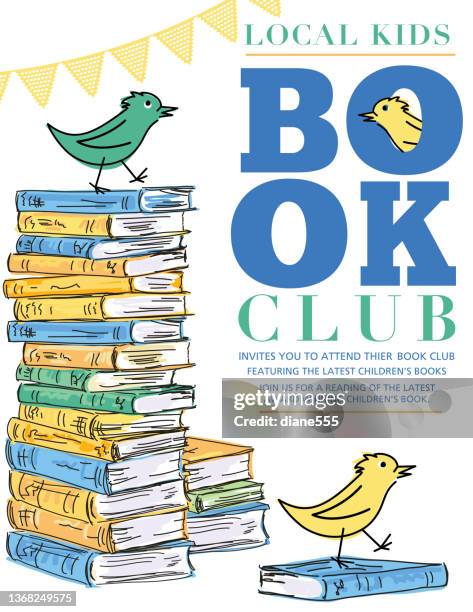 LOCAL KIDS
BO
OK
CLUB
INVITES YOU TO ATTEND THIER BOOK CLUB
FEATURING THE LATEST CHILDREN'S BOOKS
JOIN US FOR A READING OF THE LATEST
CHILDREN'S BOOK.
gettyimages
diane555
1368249575